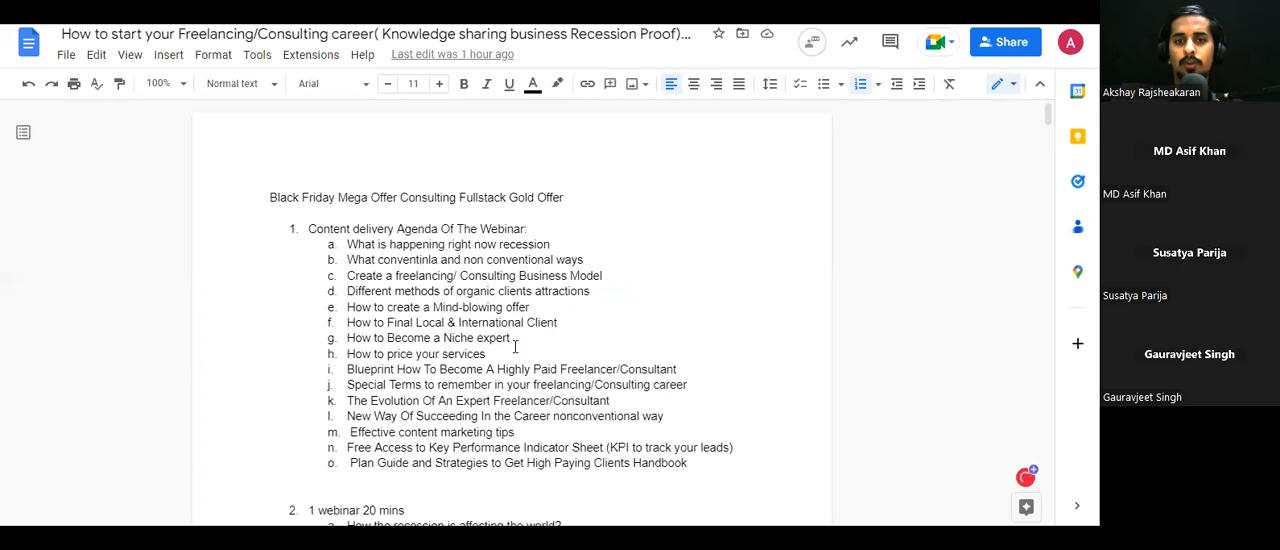 How to start your Freelancing/Consulting career( Knowledge sharing business Recession Proof)...
File Edit View Insert Format Tools Extensions Help Last edit was 1 hour ago
Share
A
100% Normal text Arial 11
B I U A
Akshay Rajsheakaran
MD Asif Khan
MD Asif Khan
Susatya Parija
Susatya Parija
Gauravjeet Singh
Gauravjeet Singh
Black Friday Mega Offer Consulting Fullstack Gold Offer
1. Content delivery Agenda Of The Webinar:
a. What is happening right now recession
b. What conventinla and non conventional ways
c. Create a freelancing/ Consulting Business Model
d. Different methods of organic clients attractions
e. How to create a Mind-blowing offer
f. How to Final Local & International Client
g. How to Become a Niche expert
h. How to price your services
i. Blueprint How To Become A Highly Paid Freelancer/Consultant
j. Special Terms to remember in your freelancing/Consulting career
k. The Evolution Of An Expert Freelancer/Consultant
l. New Way Of Succeeding In the Career nonconventional way
m. Effective content marketing tips
n. Free Access to Key Performance Indicator Sheet (KPI to track your leads)
o. Plan Guide and Strategies to Get High Paying Clients Handbook
2. 1 webinar 20 mins
a. How the recession is affecting the world?